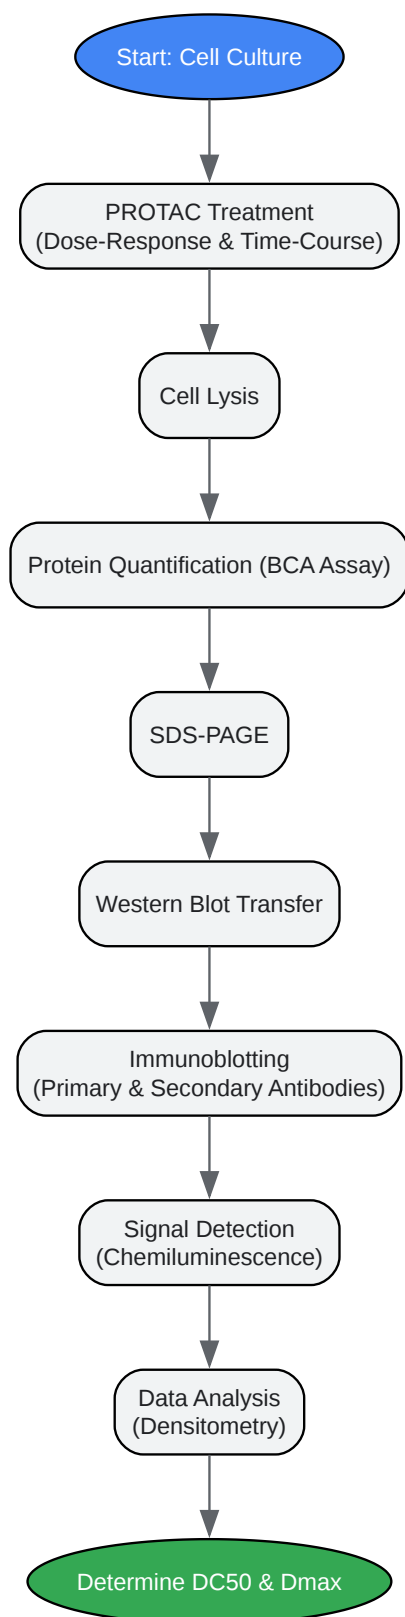 Start: Cell Culture
PROTAC Treatment
(Dose-Response & Time-Course)
Cell Lysis
Protein Quantification (BCA Assay)
SDS-PAGE
Western Blot Transfer
Immunoblotting
(Primary & Secondary Antibodies)
Signal Detection
(Chemiluminescence)
Data Analysis
(Densitometry)
Determine DC50 & Dmax